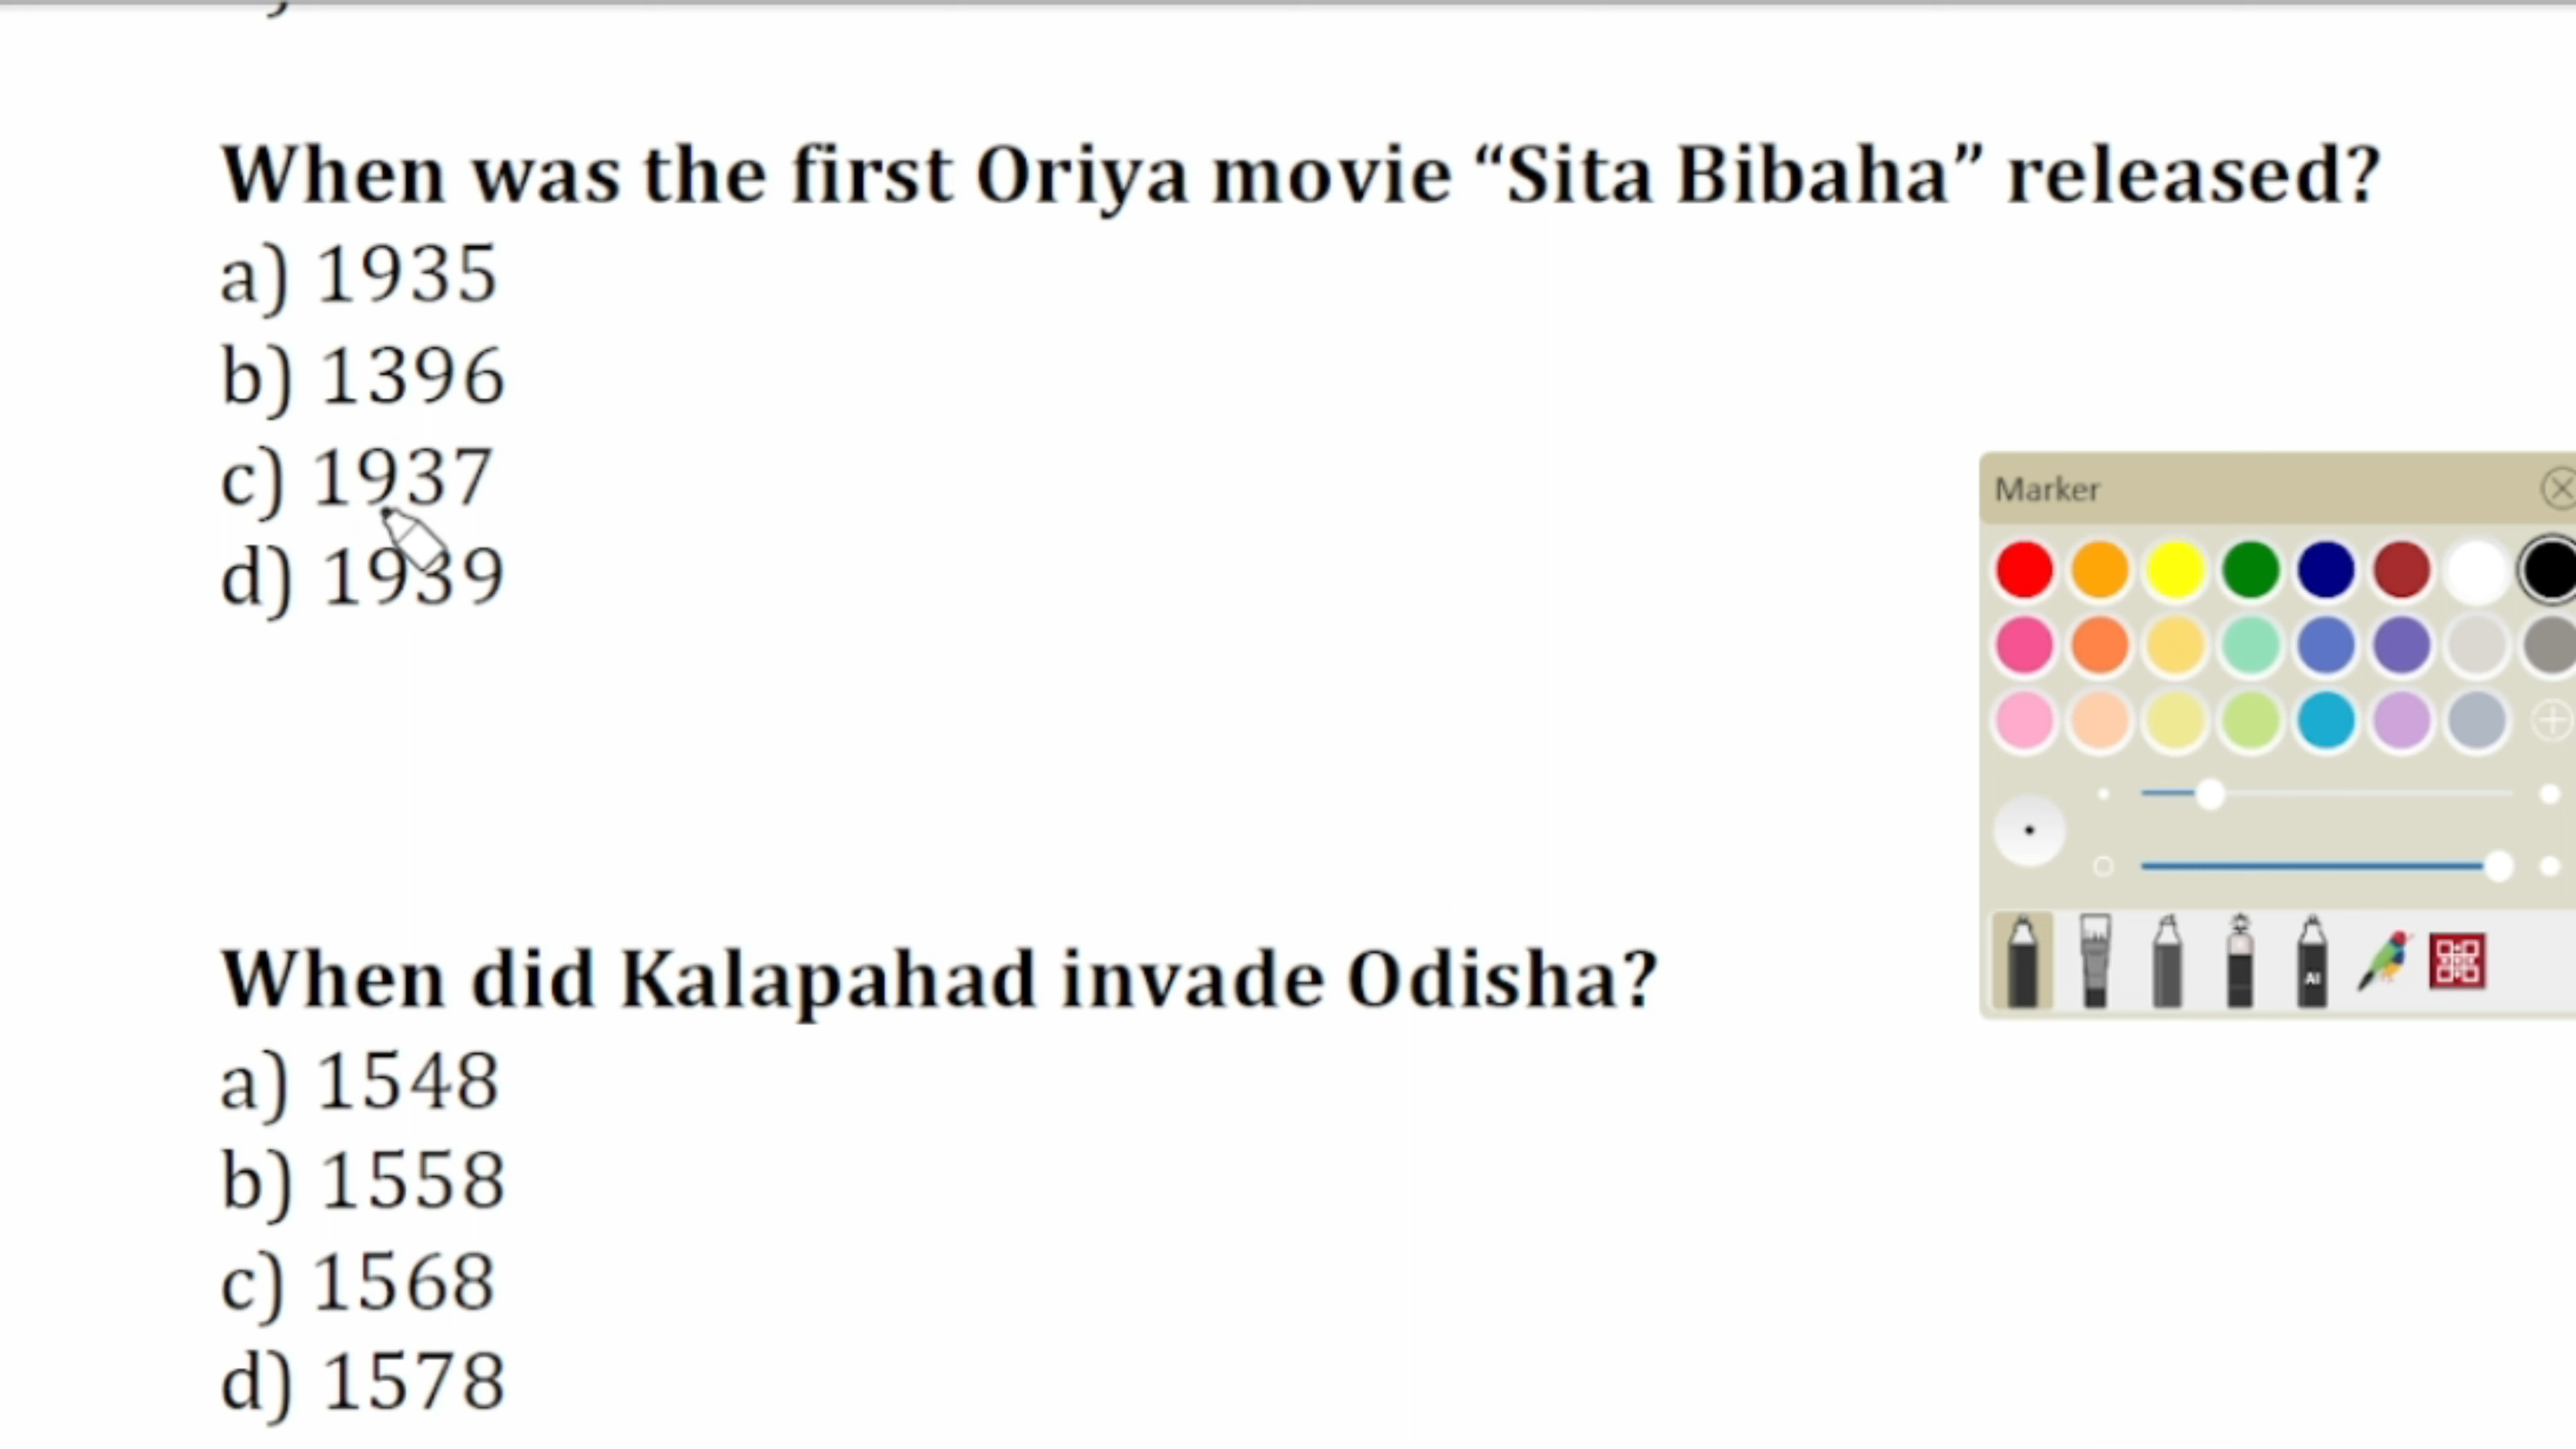 When was the first Oriya movie “Sita Bibaha” released?
a) 1935
b) 1396
c) 1937
d) 1939
Marker
When did Kalapahad invade Odisha?
a) 1548
b) 1558
c) 1568
d) 1578
AI